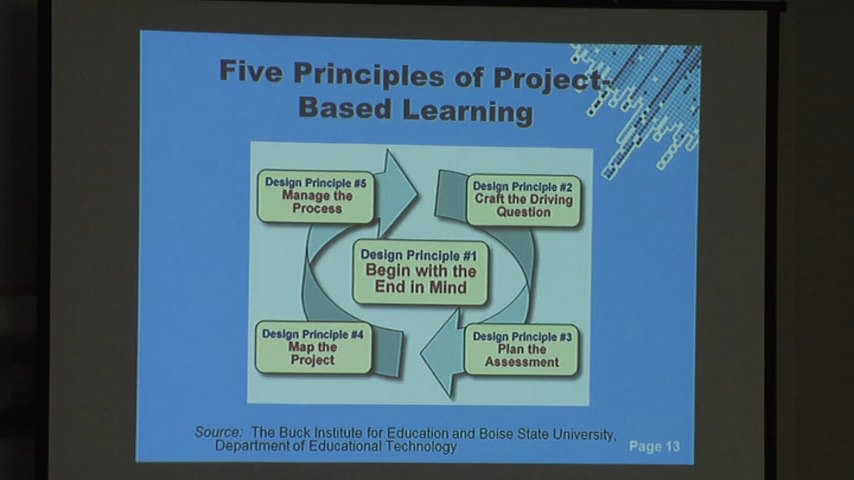 Five Principles of Project-
Based Learning
Design Principle #5
Manage the
Process
Design Principle #2
Craft the Driving
Question
Design Principle #1
Begin with the
End in Mind
Design Principle #4
Map the
Project
Design Principle #3
Plan the
Assessment
Source: The Buck Institute for Education and Boise State University,
Department of Educational Technology
Page 13